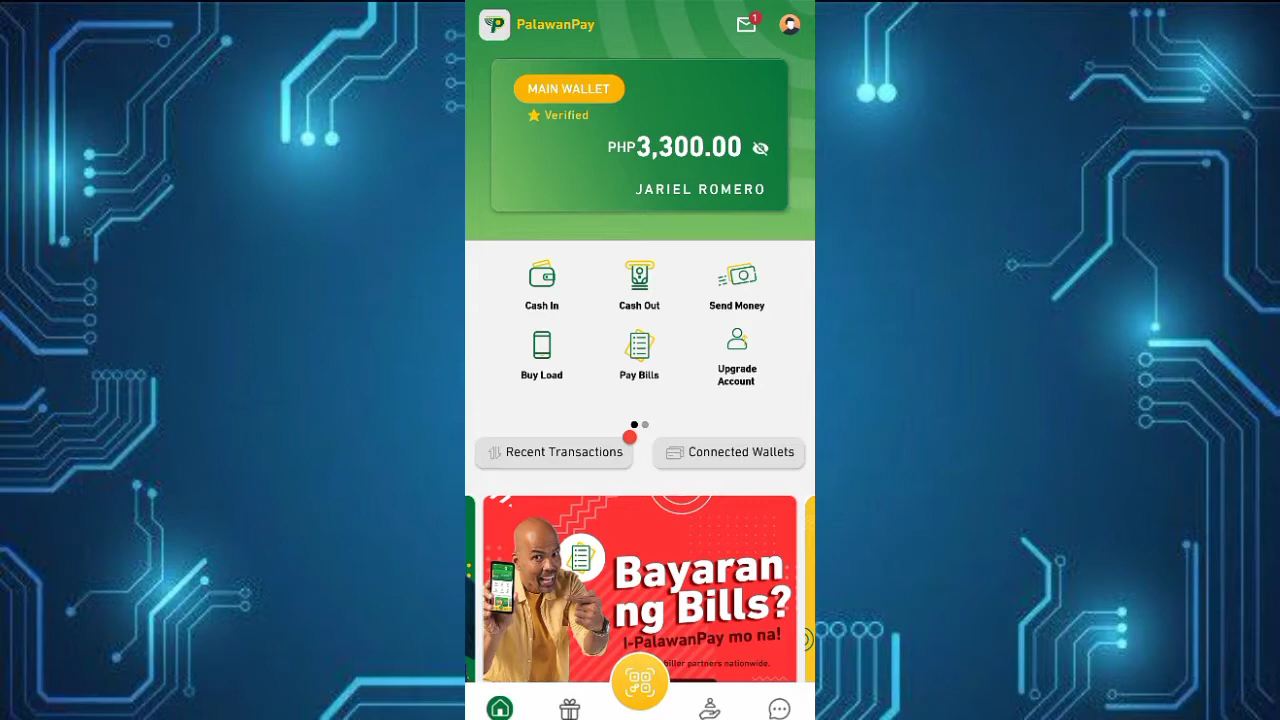 PalawanPay
1
MAIN WALLET
Verified
PHP3,300.00
JARIEL ROMERO
Cash In
Cash Out
Send Money
Buy Load
Pay Bills
Upgrade
Account
Recent Transactions
Connected Wallets
Bayaran
ng Bills?
I-PalawanPay mo na!
biller partners nationwide.